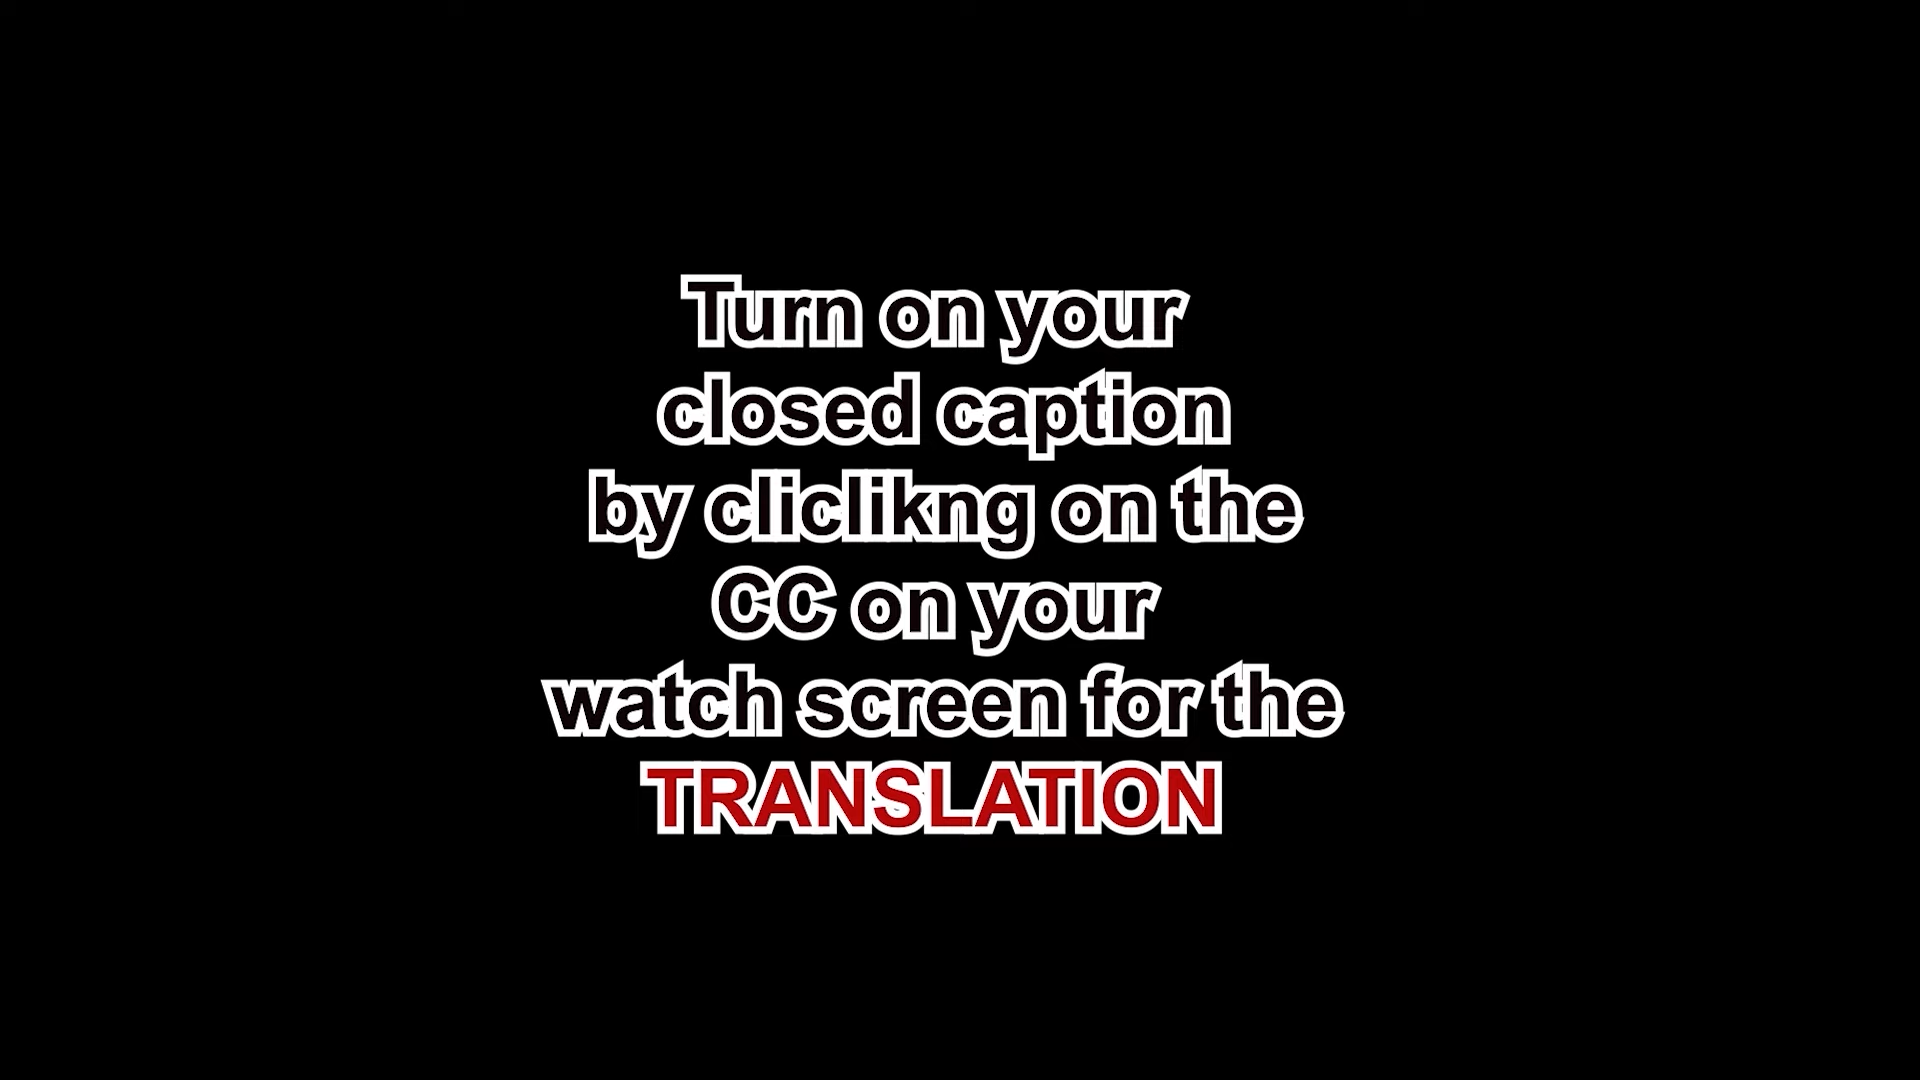 Turn on your
closed caption
by cliclikng on the
CC on your
watch screen for the
TRANSLATION